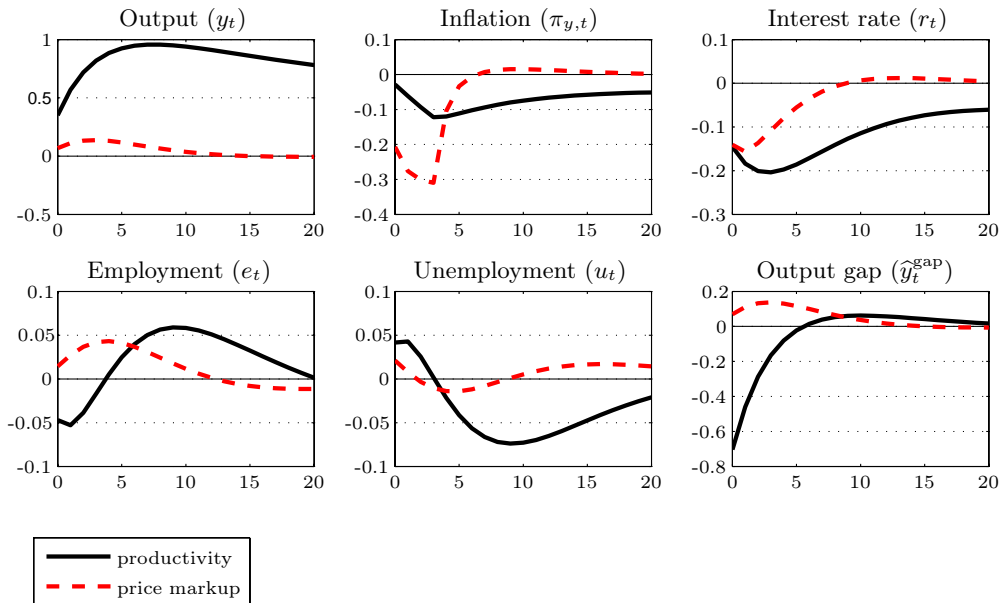 Output (y_t)
Inflation (π_{y,t})
Interest rate (r_t)
1
0.5
0
-0.5
0 5 10 15 20
0.1
0
-0.1
-0.2
-0.3
-0.4
0 5 10 15 20
0.1
0
-0.1
-0.2
-0.3
0 5 10 15 20
Employment (e_t)
Unemployment (u_t)
Output gap (ŷ_t^gap)
0.1
0.05
0
-0.05
-0.1
0 5 10 15 20
0.1
0.05
0
-0.05
-0.1
0 5 10 15 20
0.2
0
-0.2
-0.4
-0.6
-0.8
0 5 10 15 20
productivity
price markup